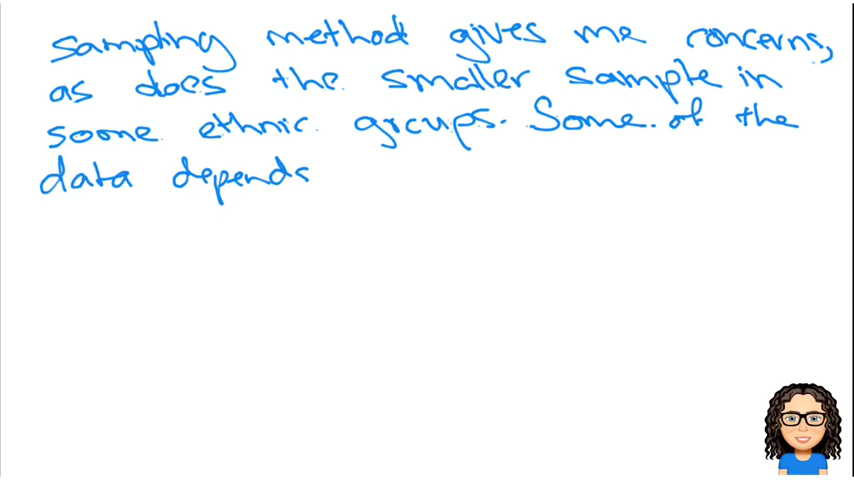 Sampling method gives me concerns,
as does the smaller sample in
some ethnic groups. Some of the
data depends